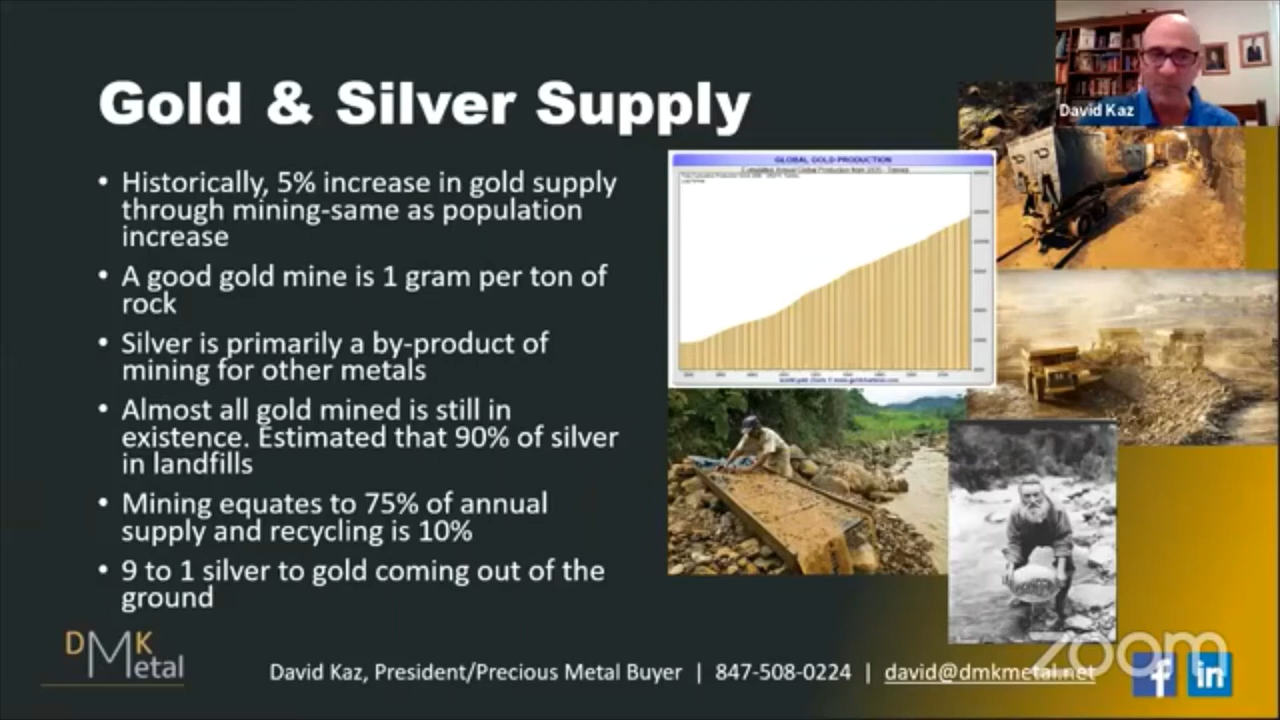 Gold & Silver Supply
David Kaz
• Historically, 5% increase in gold supply
through mining-same as population
increase
• A good gold mine is 1 gram per ton of
rock
• Silver is primarily a by-product of
mining for other metals
• Almost all gold mined is still in
existence. Estimated that 90% of silver
in landfills
• Mining equates to 75% of annual
supply and recycling is 10%
• 9 to 1 silver to gold coming out of the
ground
GLOBAL GOLD PRODUCTION
DMK
etal
David Kaz, President/Precious Metal Buyer | 847-508-0224 | david@dmkmetal.net
zoom
f in